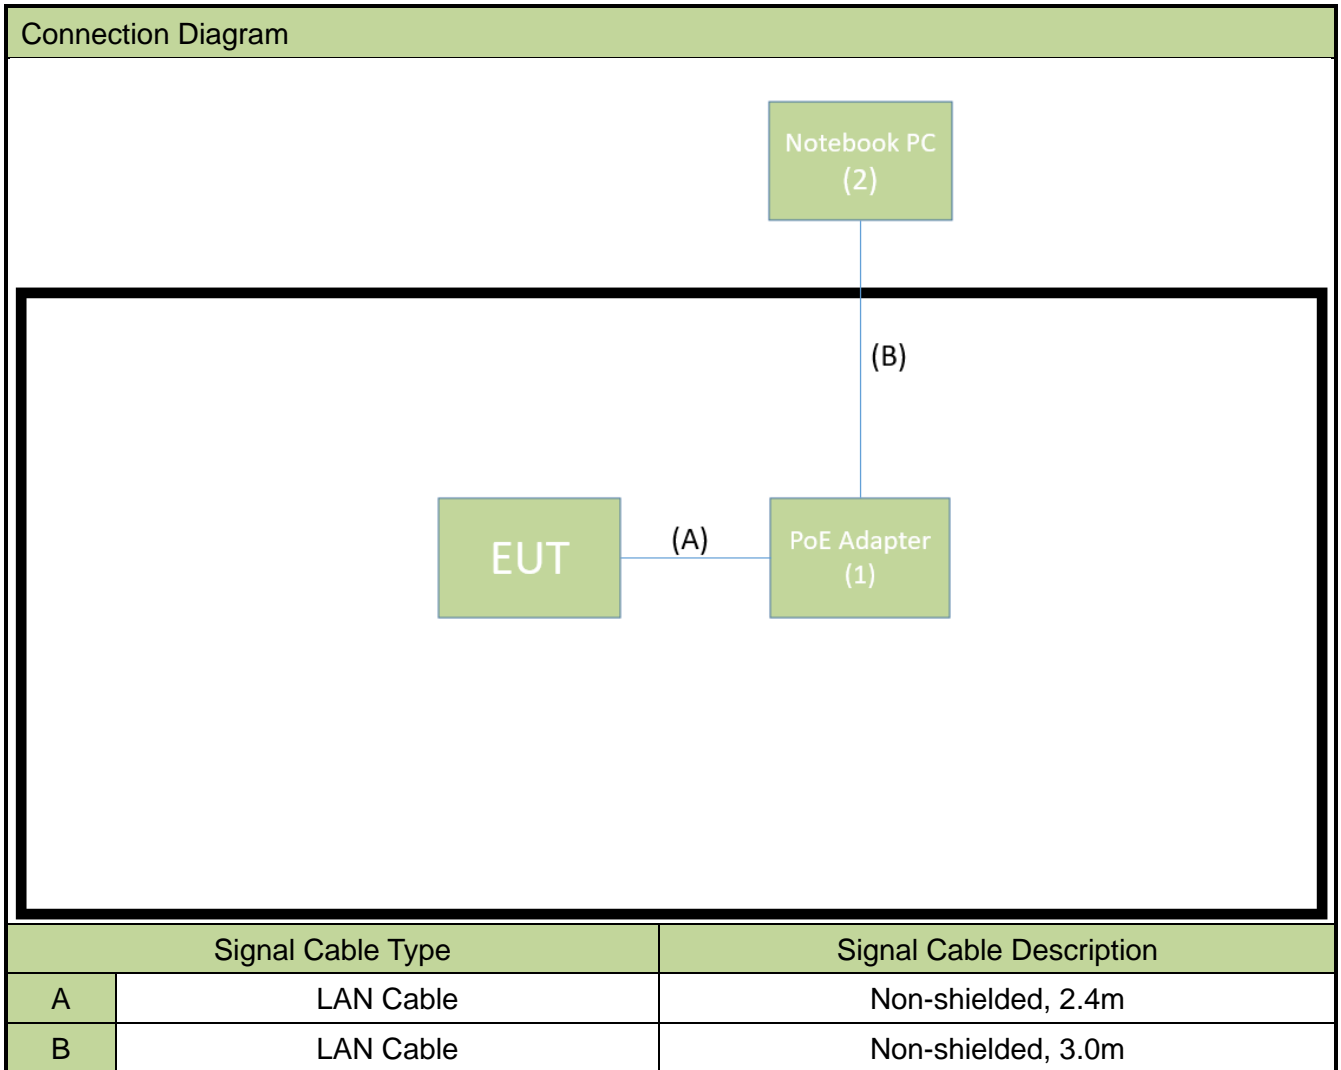 Connection Diagram
Notebook PC
(2)
(B)
EUT
(A)
PoE Adapter
(1)
Signal Cable Type Signal Cable Description
A LAN Cable Non-shielded, 2.4m
B LAN Cable Non-shielded, 3.0m